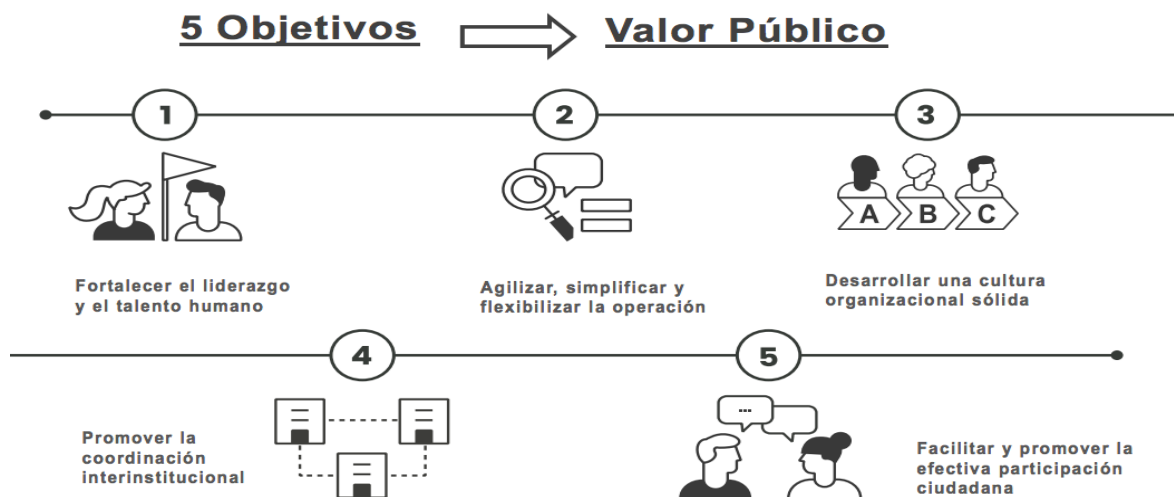 5 Objetivos Valor Público
1 2 3
A B C
Fortalecer el liderazgo
y el talento humano
Agilizar, simplificar y
flexibilizar la operación
Desarrollar una cultura
organizacional sólida
4 5
...
Promover la
coordinación
interinstitucional
Facilitar y promover la
efectiva participación
ciudadana